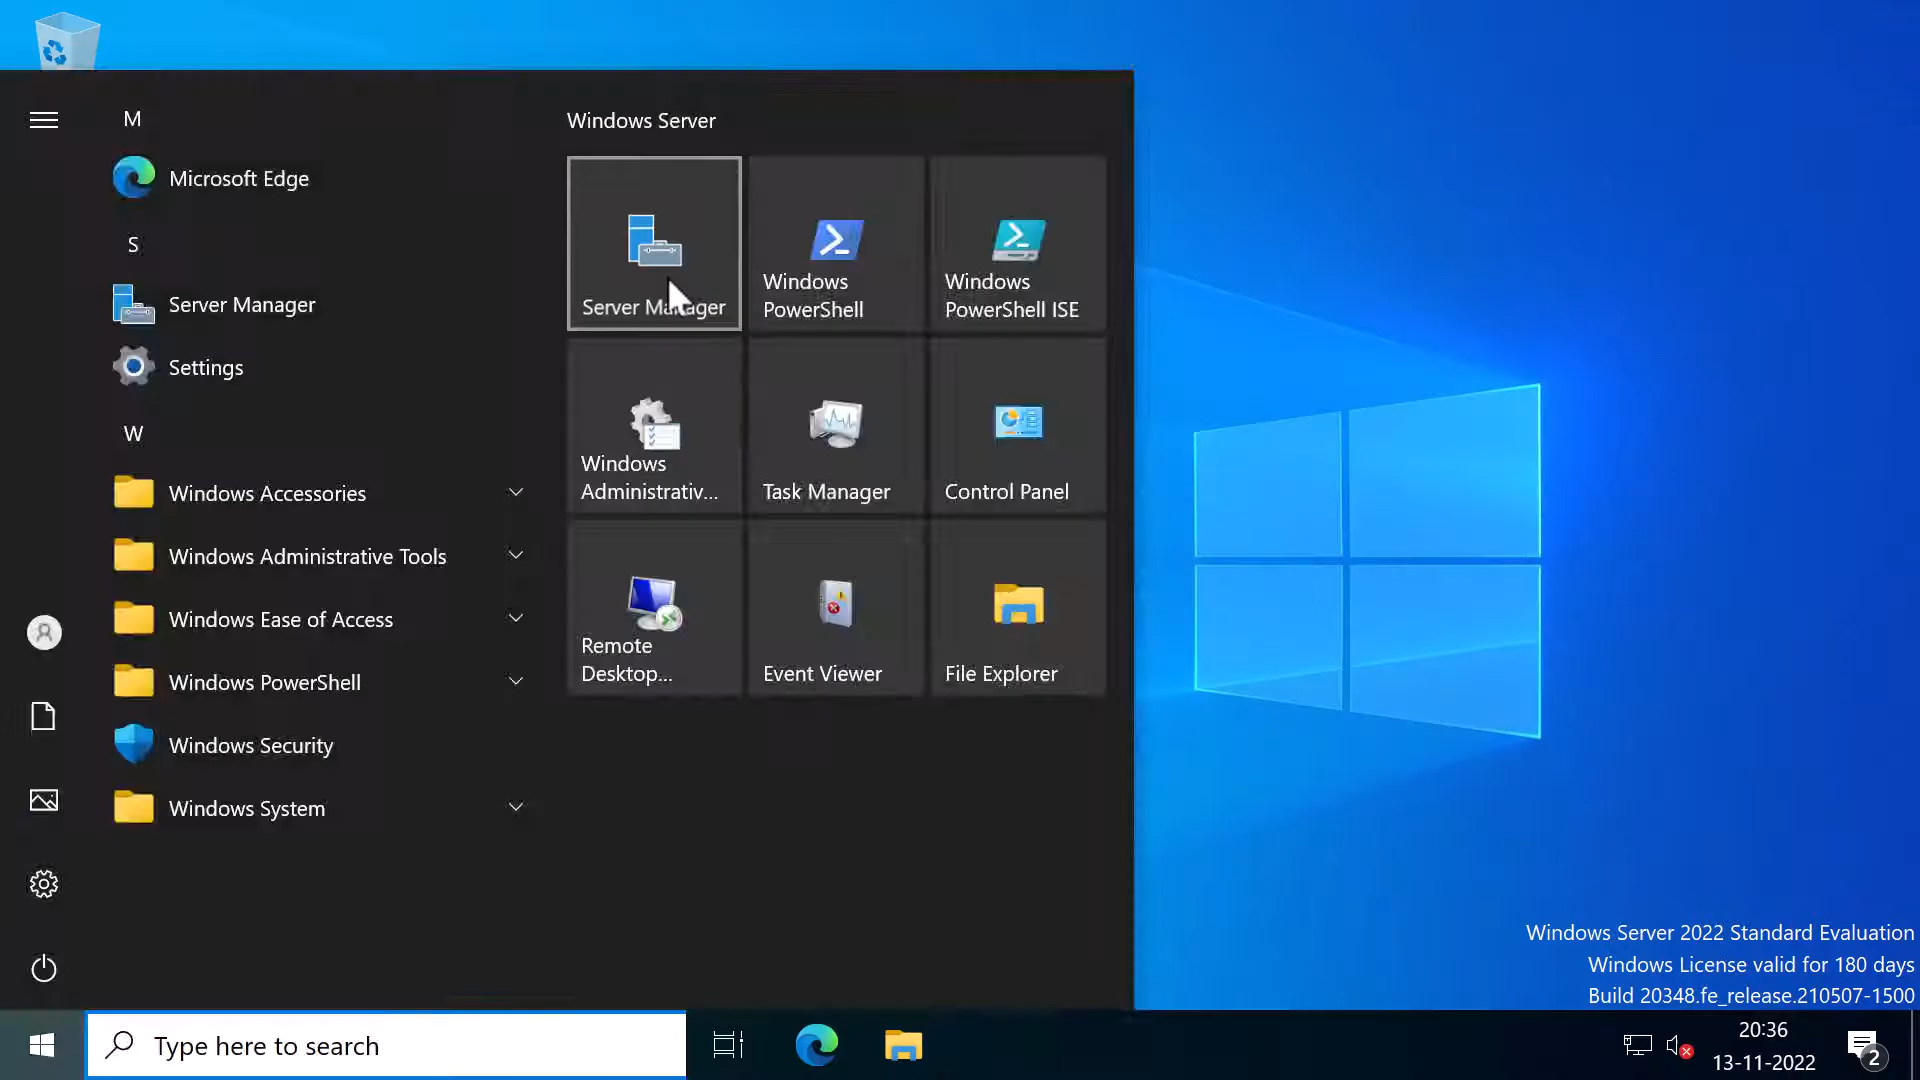 M
Microsoft Edge
S
Server Manager
Settings
W
Windows Accessories
Windows Administrative Tools
Windows Ease of Access
Windows PowerShell
Windows Security
Windows System
Windows Server
Server Manager
Windows
PowerShell
Windows
PowerShell ISE
Windows
Administrativ...
Task Manager
Control Panel
Remote
Desktop...
Event Viewer
File Explorer
Windows Server 2022 Standard Evaluation
Windows License valid for 180 days
Build 20348.fe_release.210507-1500
Type here to search
20:36
13-11-2022
2